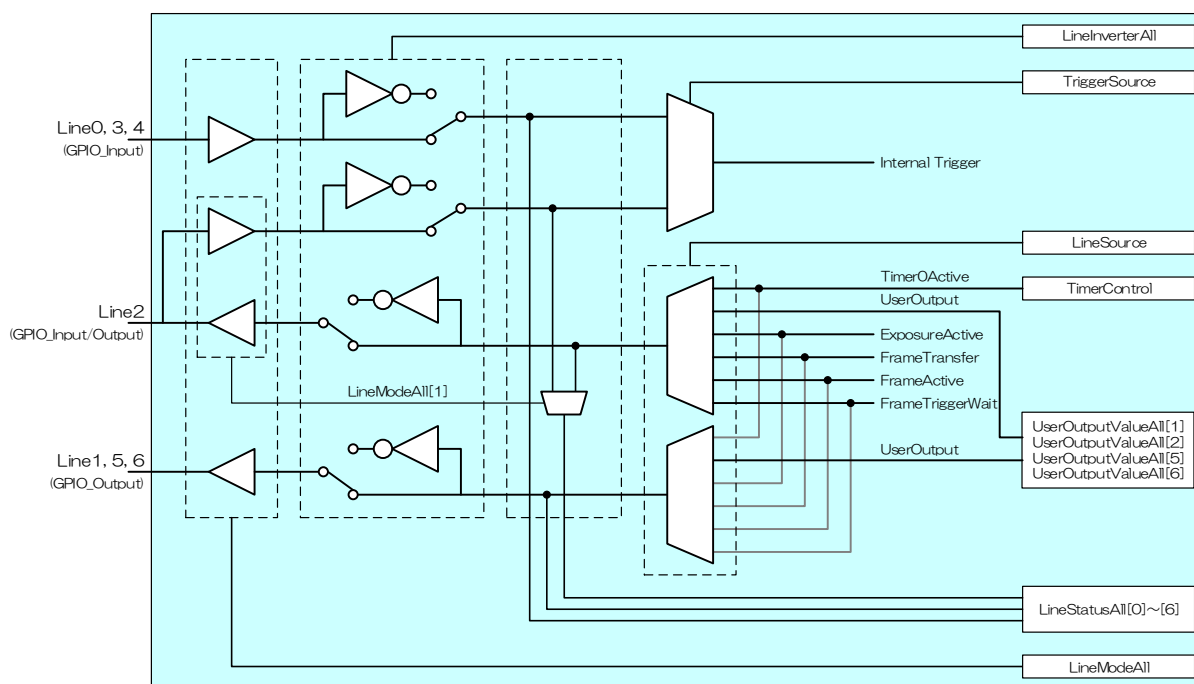 LineInverterAll
TriggerSource
Line0, 3, 4
(GPIO_Input)
Internal Trigger
LineSource
Timer0Active
TimerControl
UserOutput
Line2
(GPIO_Input/Output)
ExposureActive
FrameTransfer
FrameActive
LineModeAll[1]
FrameTriggerWait
UserOutputValueAll[1]
UserOutputValueAll[2]
UserOutputValueAll[5]
UserOutputValueAll[6]
UserOutput
Line1, 5, 6
(GPIO_Output)
LineStatusAll[0]～[6]
LineModeAll